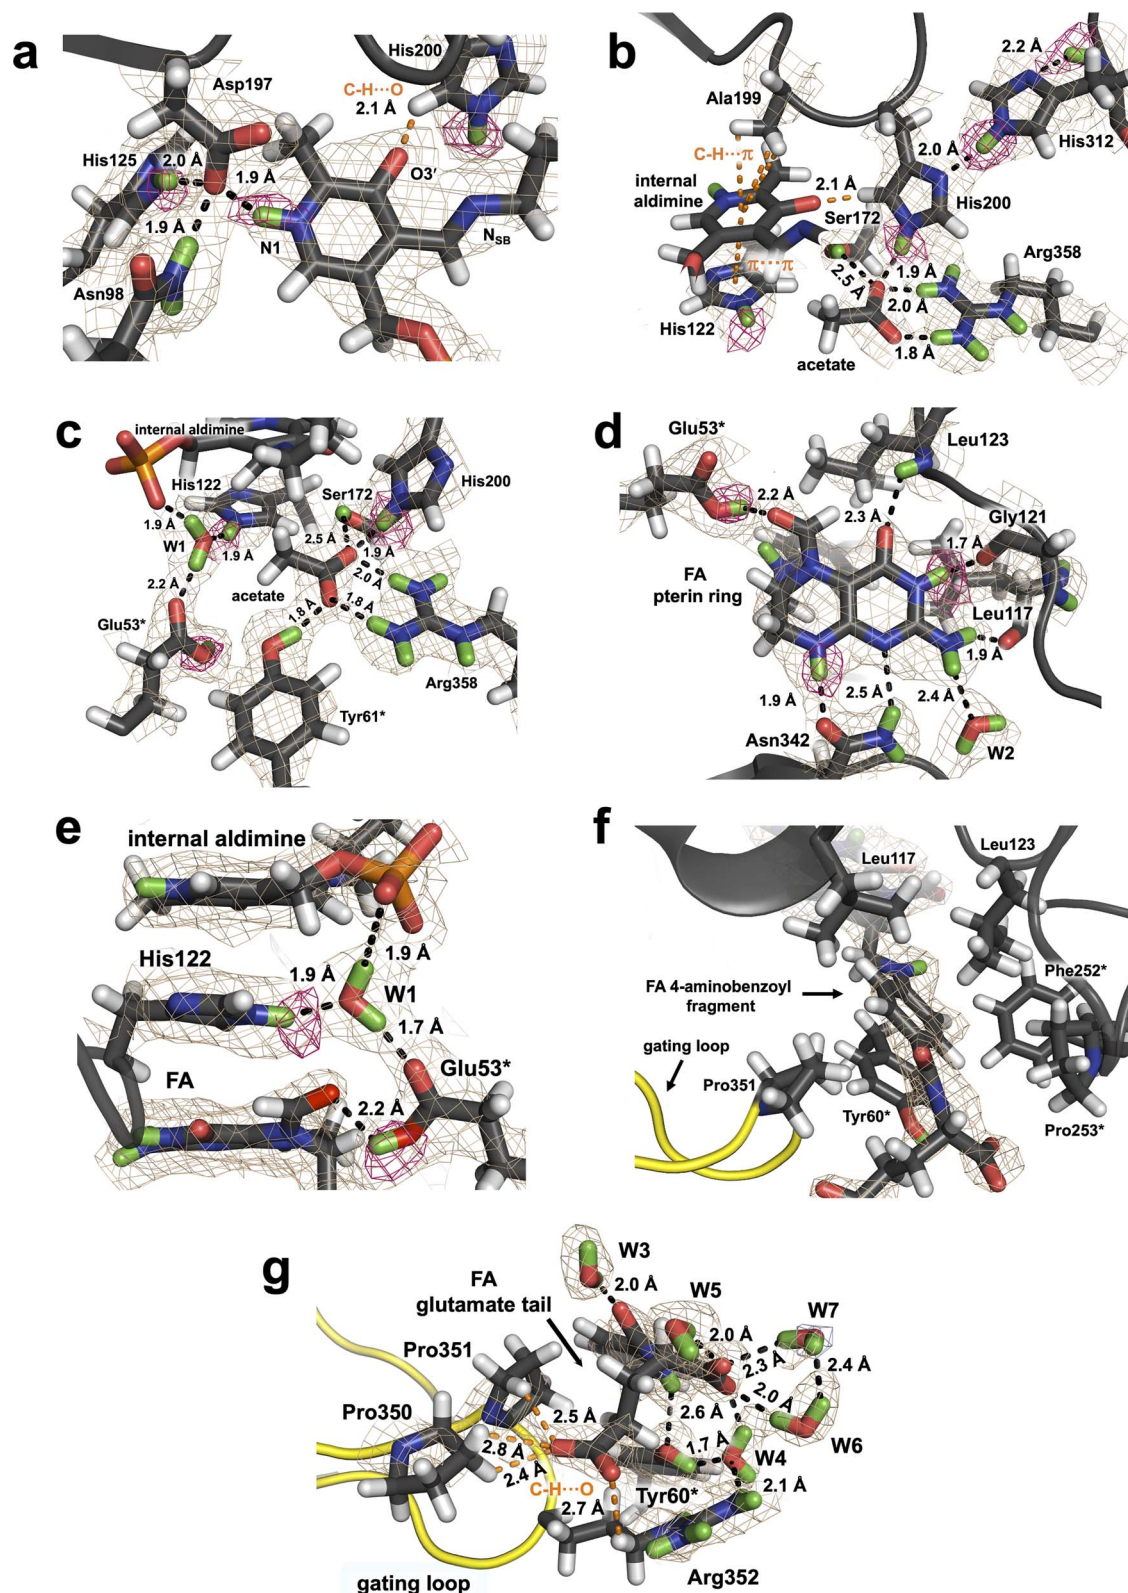 a
His200
Asp197
C-H···O
2.1 Å
His125
2.0 Å
1.9 Å
O3′
1.9 Å
N1
N_SB
Asn98
b
2.2 Å
Ala199
His312
C-H···π
2.0 Å
internal
aldimine
2.1 Å
His200
Ser172
Arg358
π···π
1.9 Å
2.5 Å
2.0 Å
His122
1.8 Å
acetate
c
internal aldimine
His122
Ser172
His200
1.9 Å
W1
1.9 Å
2.5 Å
1.9 Å
2.0 Å
2.2 Å
acetate
1.8 Å
1.8 Å
Glu53*
Arg358
Tyr61*
d
Glu53*
Leu123
2.2 Å
2.3 Å
Gly121
1.7 Å
FA
pterin ring
Leu117
1.9 Å
1.9 Å
2.5 Å
2.4 Å
Asn342
W2
e
internal aldimine
1.9 Å
His122
1.9 Å
W1
1.7 Å
FA
Glu53*
2.2 Å
f
Leu117
Leu123
Phe252*
FA 4-aminobenzoyl
fragment
gating loop
Pro351
Tyr60*
Pro253*
g
W3
2.0 Å
FA
glutamate tail
W5
W7
2.0 Å
2.3 Å
2.4 Å
Pro351
2.0 Å
Pro350
2.5 Å
2.6 Å
W6
2.8 Å
1.7 Å
2.4 Å
W4
C-H···O
2.1 Å
2.7 Å
Tyr60*
Arg352
gating loop